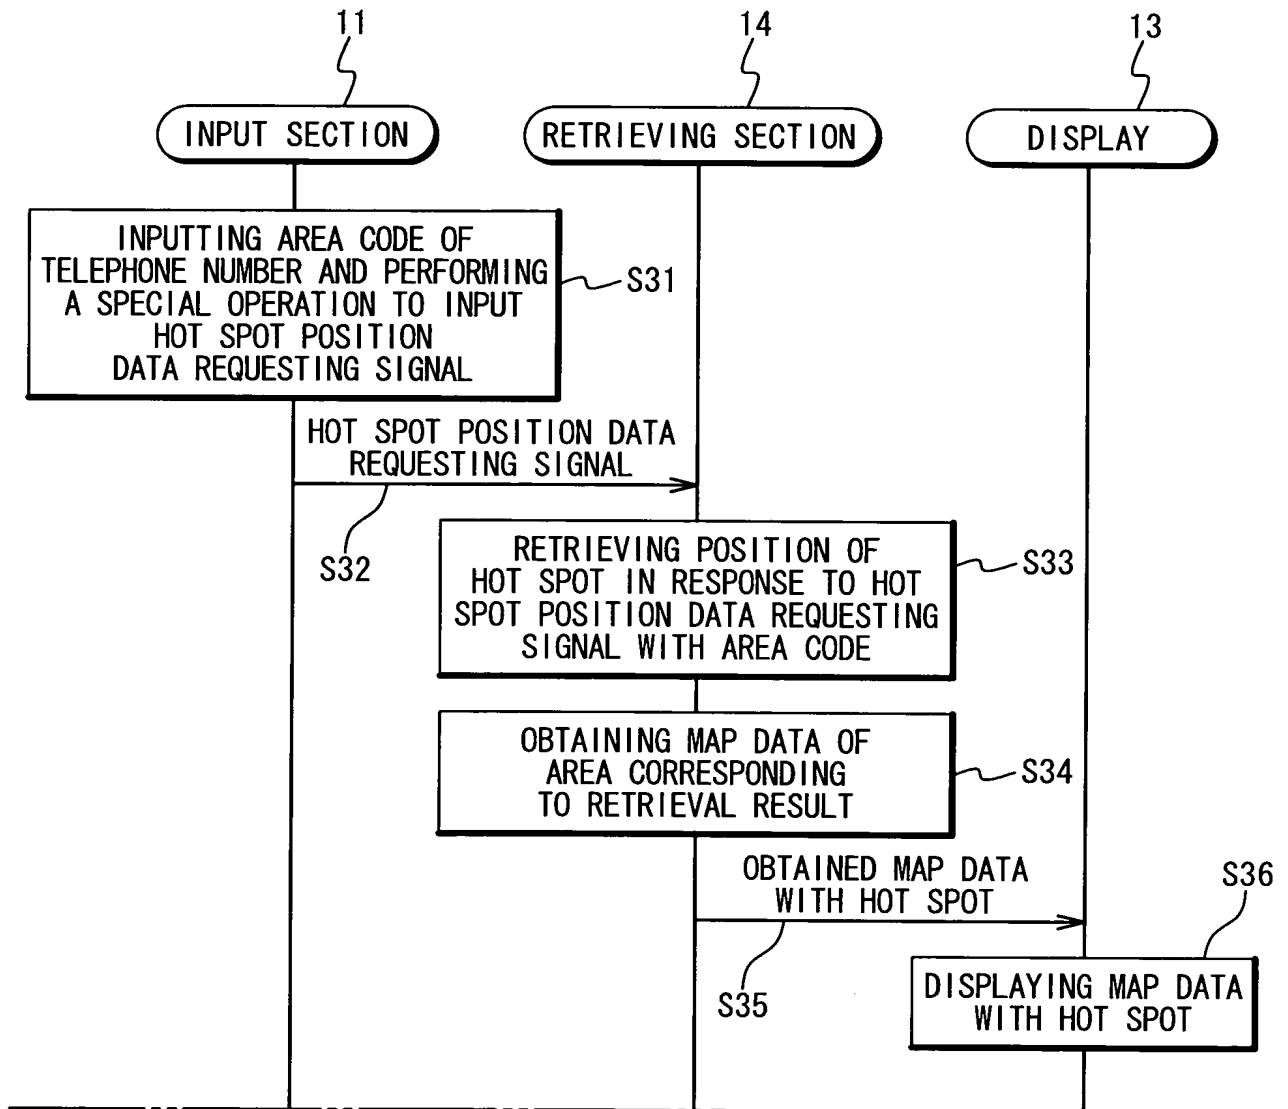 11
14
13
INPUT SECTION
RETRIEVING SECTION
DISPLAY
INPUTTING AREA CODE OF
TELEPHONE NUMBER AND PERFORMING
A SPECIAL OPERATION TO INPUT
HOT SPOT POSITION
DATA REQUESTING SIGNAL
S31
HOT SPOT POSITION DATA
REQUESTING SIGNAL
S32
RETRIEVING POSITION OF
HOT SPOT IN RESPONSE TO HOT
SPOT POSITION DATA REQUESTING
SIGNAL WITH AREA CODE
S33
OBTAINING MAP DATA OF
AREA CORRESPONDING
TO RETRIEVAL RESULT
S34
OBTAINED MAP DATA
WITH HOT SPOT
S35
S36
DISPLAYING MAP DATA
WITH HOT SPOT